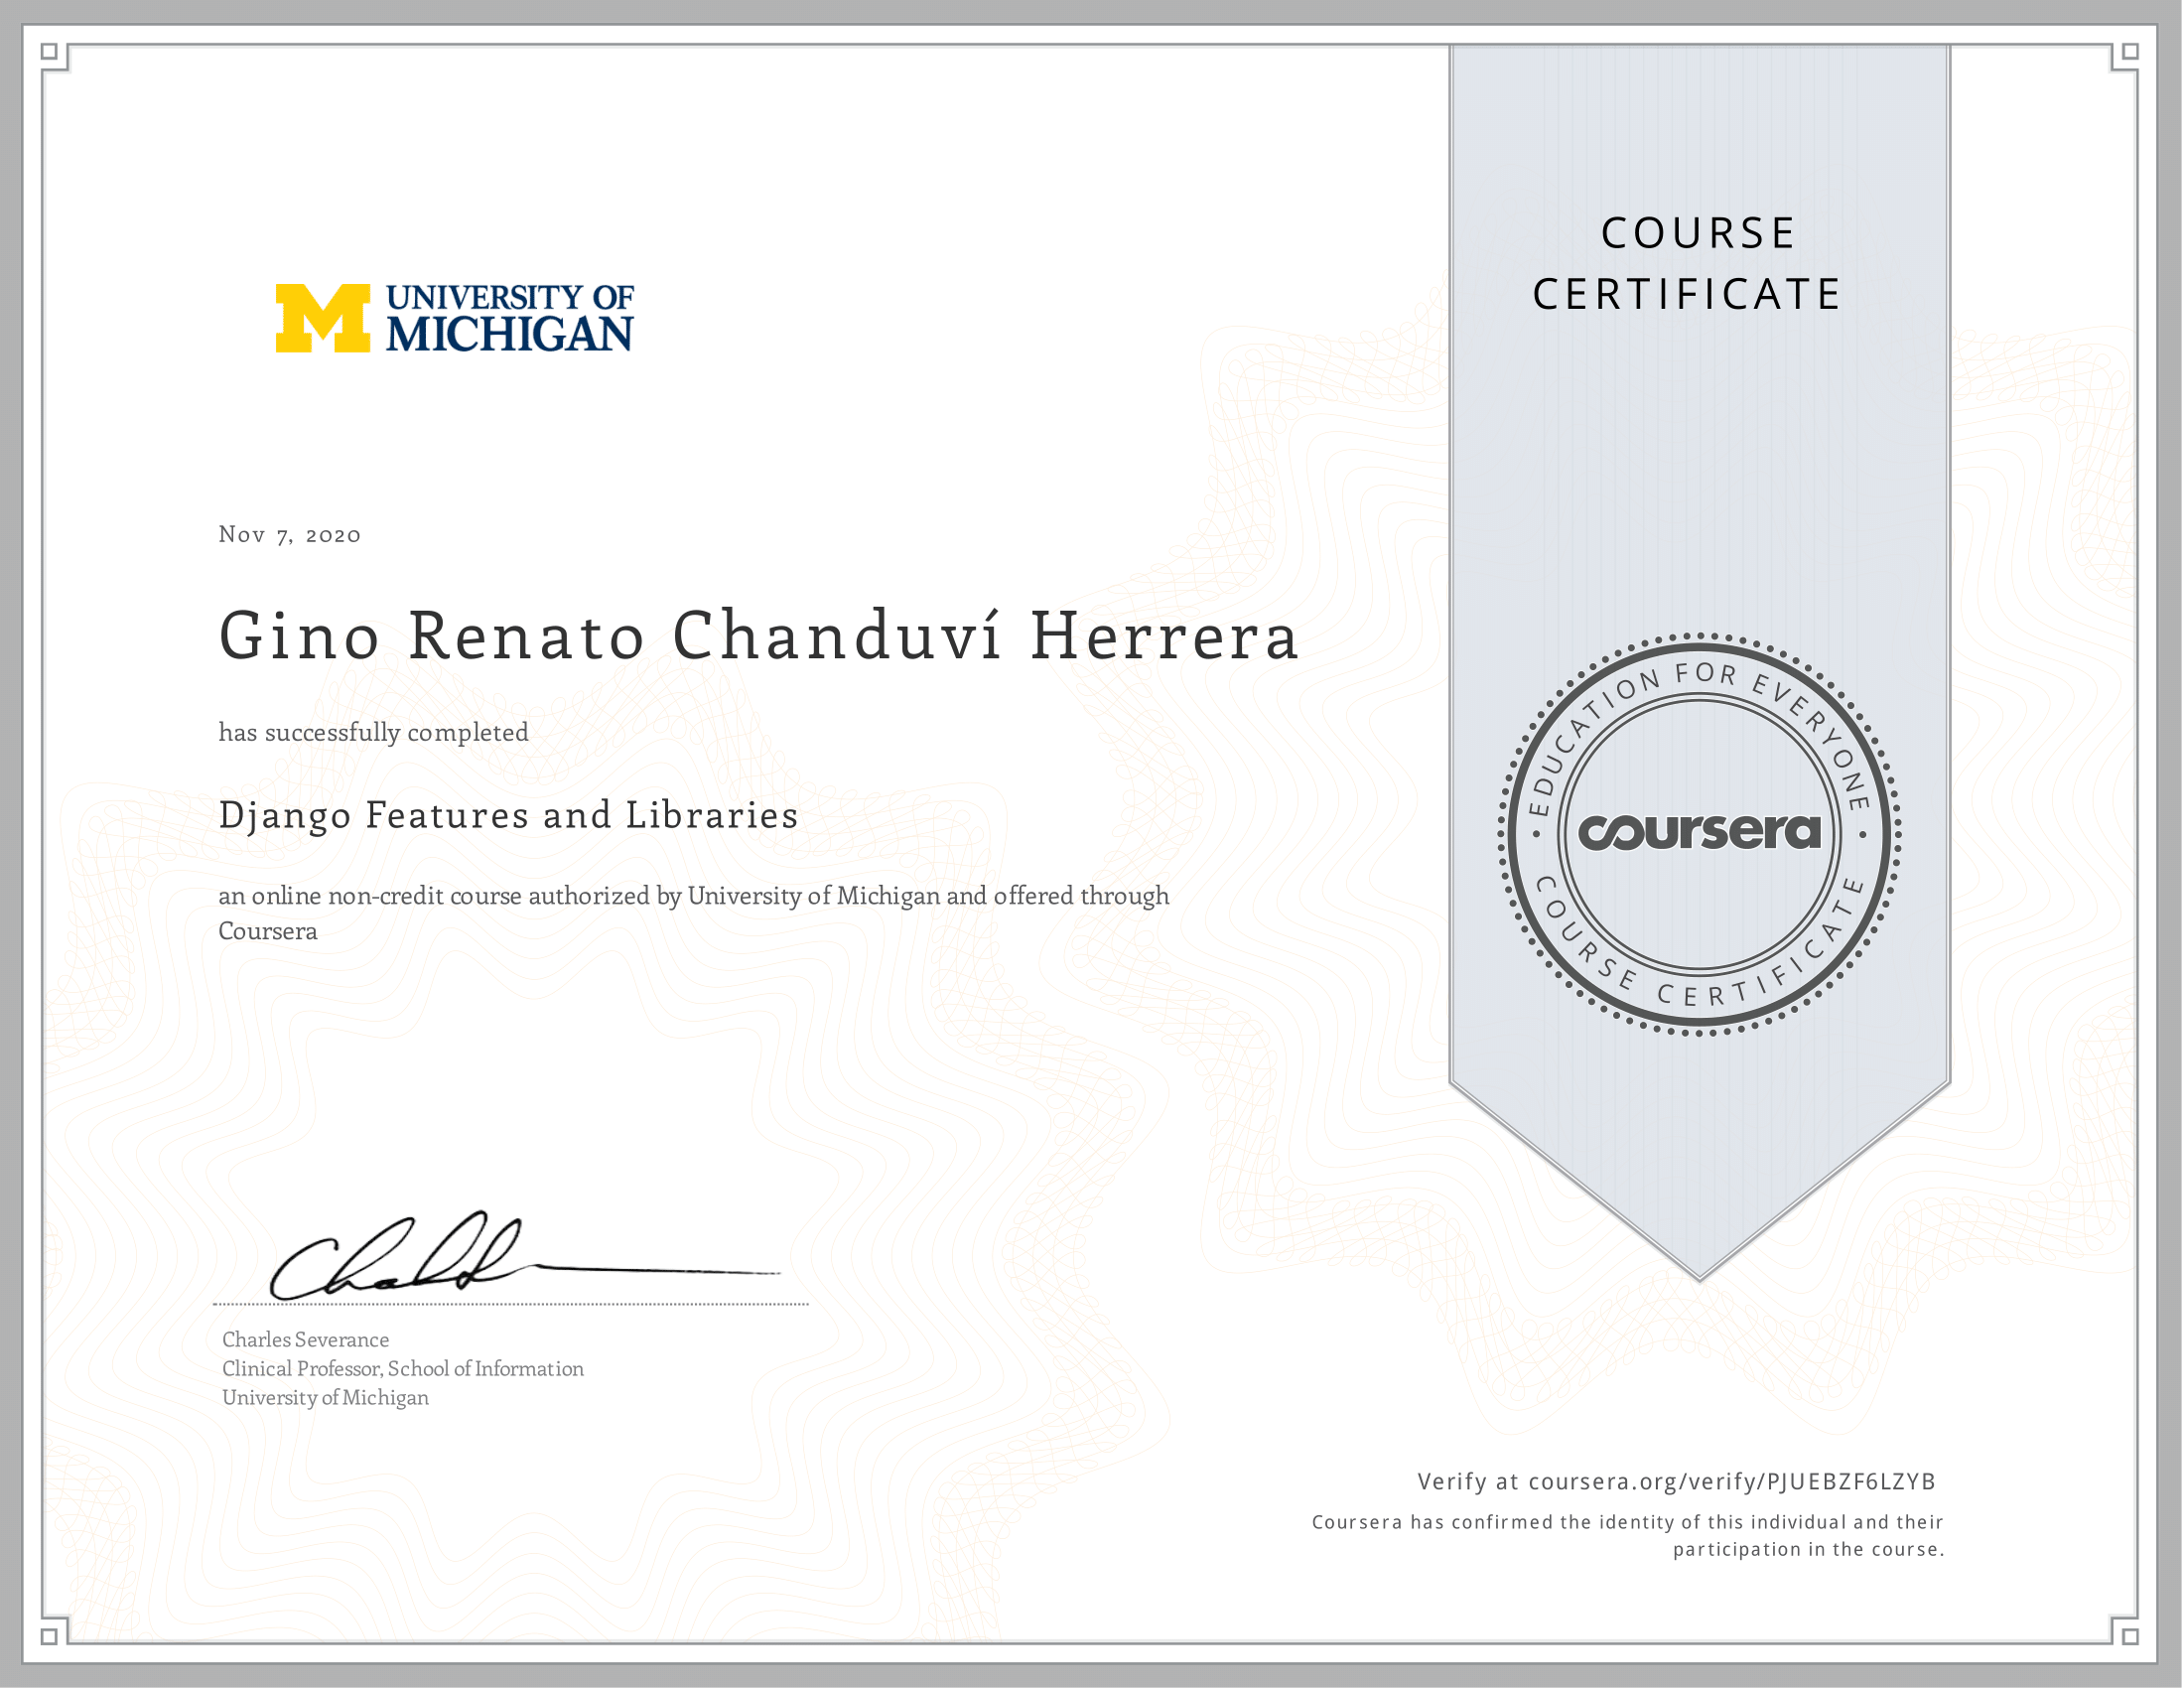 UNIVERSITY OF
MICHIGAN
COURSE
CERTIFICATE
Nov 7, 2020
Gino Renato Chanduví Herrera
has successfully completed
Django Features and Libraries
an online non-credit course authorized by University of Michigan and offered through
Coursera
EDUCATION FOR EVERYONE
coursera
COURSE CERTIFICATE
Charles Severance
Clinical Professor, School of Information
University of Michigan
Verify at coursera.org/verify/PJUEBZF6LZYB
Coursera has confirmed the identity of this individual and their
participation in the course.